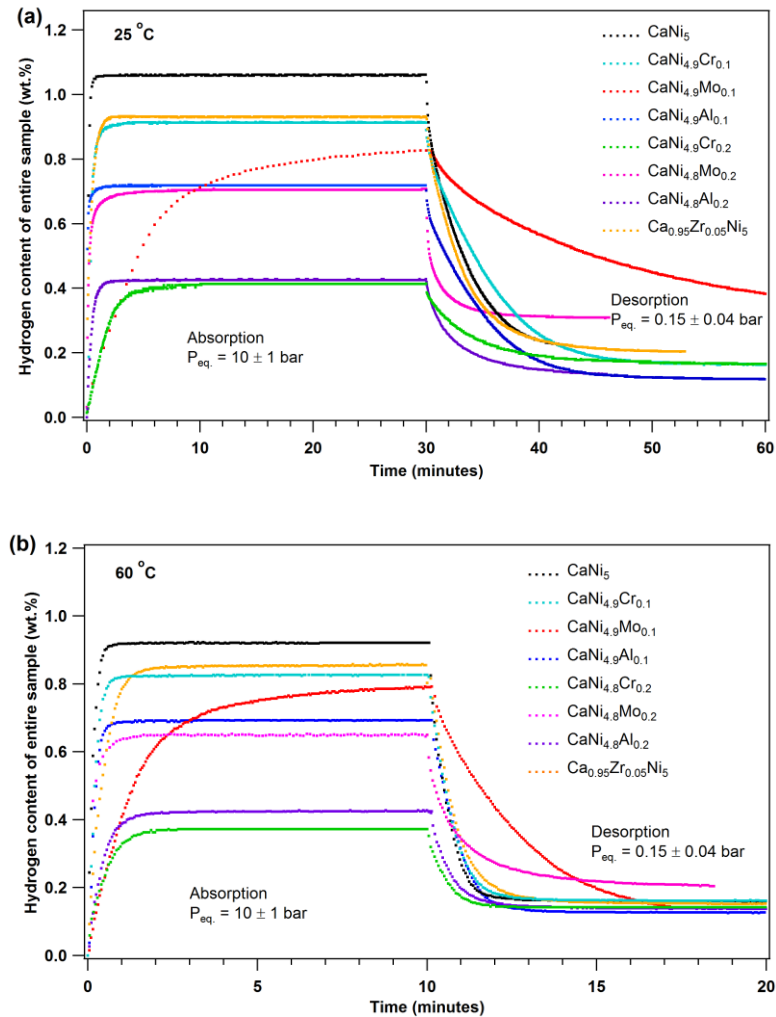 (a)
25 °C
CaNi₅
CaNi₄.₉Cr₀.₁
CaNi₄.₉Mo₀.₁
CaNi₄.₉Al₀.₁
CaNi₄.₉Cr₀.₂
CaNi₄.₈Mo₀.₂
CaNi₄.₈Al₀.₂
Ca₀.₉₅Zr₀.₀₅Ni₅
Hydrogen content of entire sample (wt.%)
1.2
1.0
0.8
0.6
0.4
0.2
0.0
Absorption
P_eq. = 10 ± 1 bar
Desorption
P_eq. = 0.15 ± 0.04 bar
0 10 20 30 40 50 60
Time (minutes)
(b)
60 °C
CaNi₅
CaNi₄.₉Cr₀.₁
CaNi₄.₉Mo₀.₁
CaNi₄.₉Al₀.₁
CaNi₄.₈Cr₀.₂
CaNi₄.₈Mo₀.₂
CaNi₄.₈Al₀.₂
Ca₀.₉₅Zr₀.₀₅Ni₅
Hydrogen content of entire sample (wt.%)
1.2
1.0
0.8
0.6
0.4
0.2
0.0
Absorption
P_eq. = 10 ± 1 bar
Desorption
P_eq. = 0.15 ± 0.04 bar
0 5 10 15 20
Time (minutes)